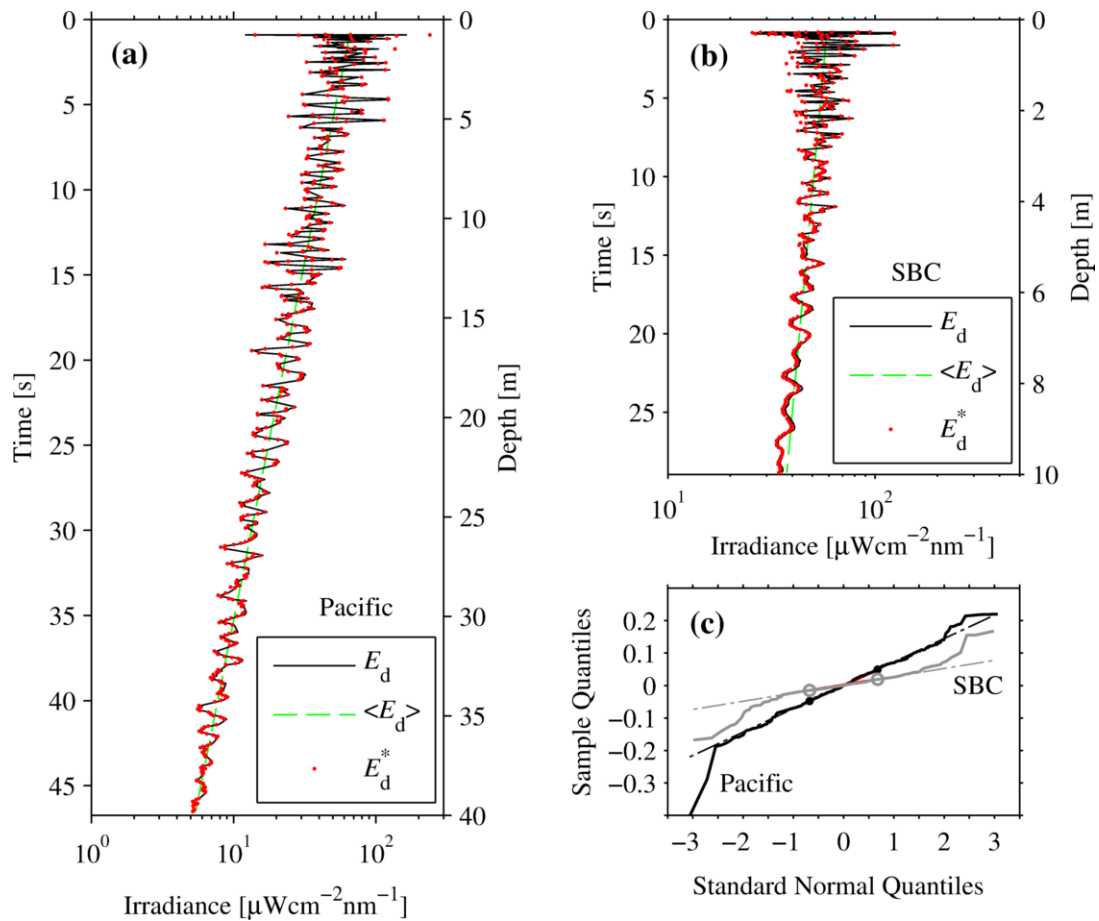 (a)
0
5
10
15
20
25
30
35
40
45
Time [s]
0
5
10
15
20
25
30
35
40
Depth [m]
Pacific
E_d
<E_d>
E_d^*
10^0
10^1
10^2
Irradiance [μWcm^−2nm^−1]
(b)
0
5
10
15
20
25
Time [s]
0
2
4
6
8
10
Depth [m]
SBC
E_d
<E_d>
E_d^*
10^1
10^2
Irradiance [μWcm^−2nm^−1]
(c)
0.2
0.1
0
−0.1
−0.2
−0.3
Sample Quantiles
SBC
Pacific
−3 −2 −1 0 1 2 3
Standard Normal Quantiles